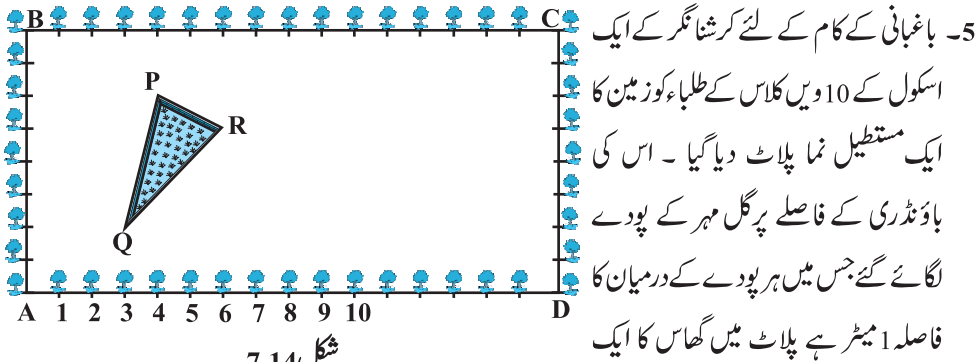 5۔ باغبانی کے کام کے لئے کرشنانگر کے ایک
اسکول کے 10 ویں کلاس کے طلباء کو زمین کا
ایک مستطیل نما پلاٹ دیا گیا ۔ اس کی
باؤنڈری کے فاصلے پر گل مہر کے پودے
لگائے گئے جس میں ہر پودے کے درمیان کا
فاصلہ 1 میٹر ہے پلاٹ میں گھاس کا ایک
B C
P
R
Q
A 1 2 3 4 5 6 7 8 9 10 D
شکل 7.14